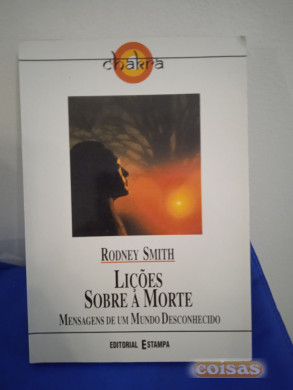 chakra
RODNEY SMITH
LIÇÕES
SOBRE À MORTE
MENSAGENS DE UM MUNDO DESCONHECIDO
EDITORIAL ESTAMPA
coisas